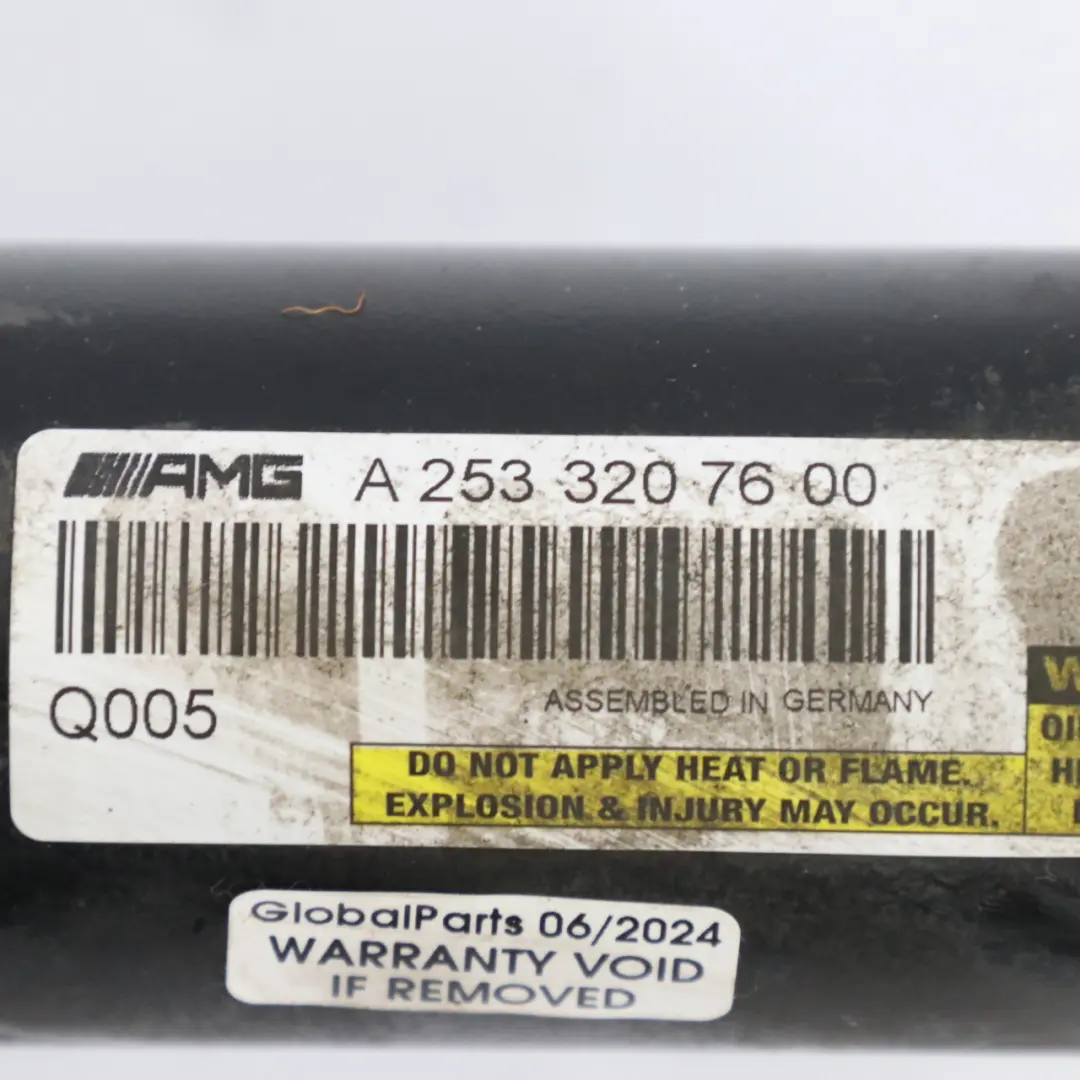 AMG A 253 320 76 00
Q005
ASSEMBLED IN GERMANY
DO NOT APPLY HEAT OR FLAME.
EXPLOSION & INJURY MAY OCCUR.
GlobalParts 06/2024
WARRANTY VOID
IF REMOVED